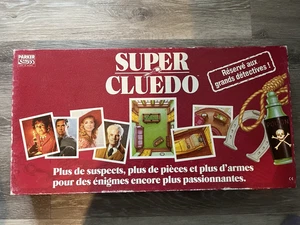 PARKER
SUPER
CLUEDO
Réservé aux
grands détectives !
Plus de suspects, plus de pièces et plus d'armes
pour des énigmes encore plus passionnantes.